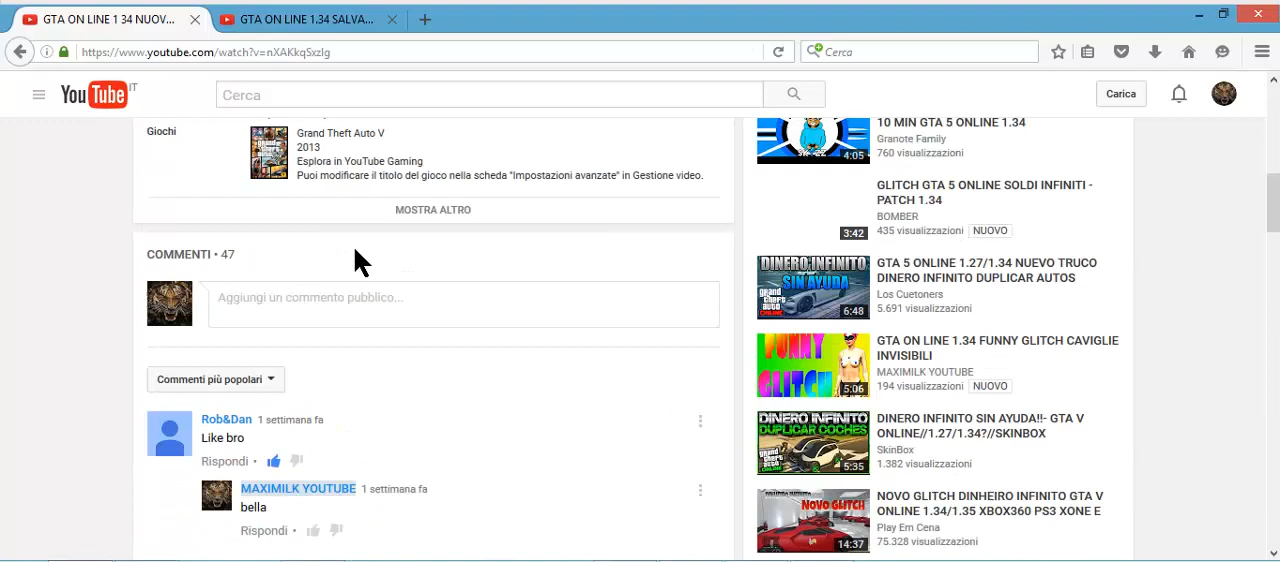 GTA ON LINE 1 34 NUOV...
GTA ON LINE 1.34 SALVA...
https://www.youtube.com/watch?v=nXAKkqSxzIg
Cerca
YouTube IT
Cerca
Carica
Giochi
Grand Theft Auto V
2013
Esplora in YouTube Gaming
Puoi modificare il titolo del gioco nella scheda "Impostazioni avanzate" in Gestione video.
MOSTRA ALTRO
COMMENTI • 47
Aggiungi un commento pubblico...
Commenti più popolari
Rob&Dan 1 settimana fa
Like bro
Rispondi •
MAXIMILK YOUTUBE 1 settimana fa
bella
Rispondi •
4:05
10 MIN GTA 5 ONLINE 1.34
Granote Family
760 visualizzazioni
3:42
GLITCH GTA 5 ONLINE SOLDI INFINITI -
PATCH 1.34
BOMBER
435 visualizzazioni NUOVO
DINERO INFINITO
SIN AYUDA
grand
theft
auto
ONLINE
6:48
GTA 5 ONLINE 1.27/1.34 NUEVO TRUCO
DINERO INFINITO DUPLICAR AUTOS
Los Cuetoners
5.691 visualizzazioni
FUNNY
GLITCH
5:06
GTA ON LINE 1.34 FUNNY GLITCH CAVIGLIE
INVISIBILI
MAXIMILK YOUTUBE
194 visualizzazioni NUOVO
DINERO INFINITO
DUPLICAR COCHES
5:35
DINERO INFINITO SIN AYUDA!!- GTA V
ONLINE//1.27/1.34?//SKINBOX
SkinBox
1.382 visualizzazioni
DINHEIRO INFINITO
NOVO GLITCH
14:37
NOVO GLITCH DINHEIRO INFINITO GTA V
ONLINE 1.34/1.35 XBOX360 PS3 XONE E
Play Em Cena
75.328 visualizzazioni